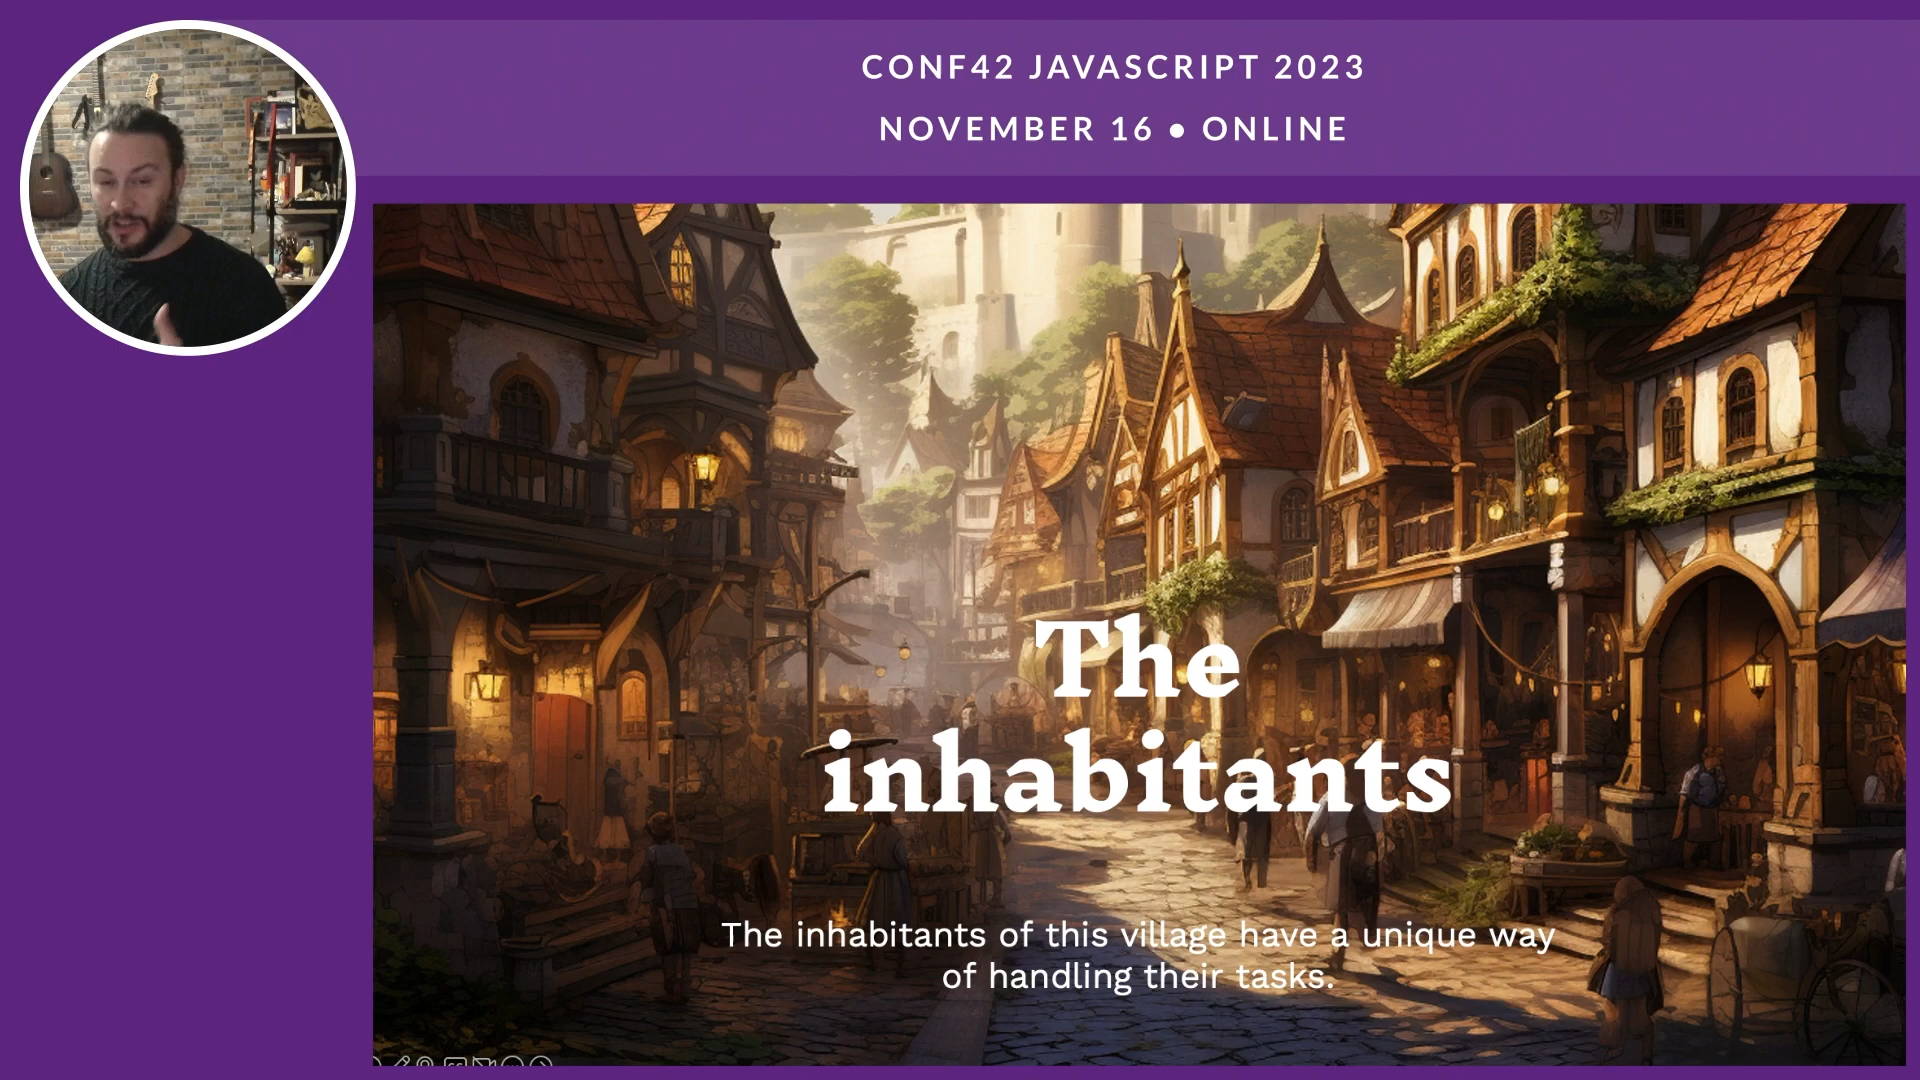 CONF42 JAVASCRIPT 2023
NOVEMBER 16 • ONLINE
The
inhabitants
The inhabitants of this village have a unique way
of handling their tasks.